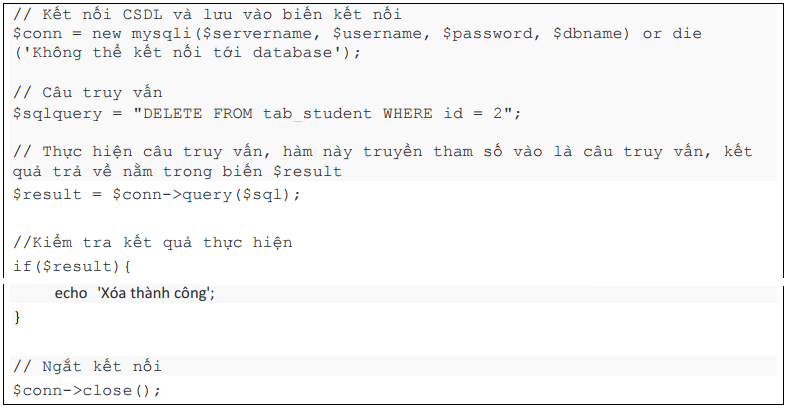 // Kết nối CSDL và lưu vào biến kết nối
$conn = new mysqli($servername, $username, $password, $dbname) or die
('Không thể kết nối tới database');
// Câu truy vấn
$sqlquery = "DELETE FROM tab_student WHERE id = 2";
// Thực hiện câu truy vấn, hàm này truyền tham số vào là câu truy vấn, kết
quả trả về nằm trong biến $result
$result = $conn->query($sql);
//Kiểm tra kết quả thực hiện
if($result){
echo 'Xóa thành công';
}
// Ngắt kết nối
$conn->close();